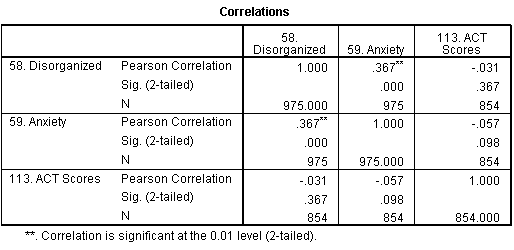 Correlations
58. Disorganized 59. Anxiety 113. ACT Scores
58. Disorganized Pearson Correlation 1.000 .367** -.031
Sig. (2-tailed) .000 .367
N 975.000 975 854
59. Anxiety Pearson Correlation .367** 1.000 -.057
Sig. (2-tailed) .000 .098
N 975 975.000 854
113. ACT Scores Pearson Correlation -.031 -.057 1.000
Sig. (2-tailed) .367 .098
N 854 854 854.000
**. Correlation is significant at the 0.01 level (2-tailed).